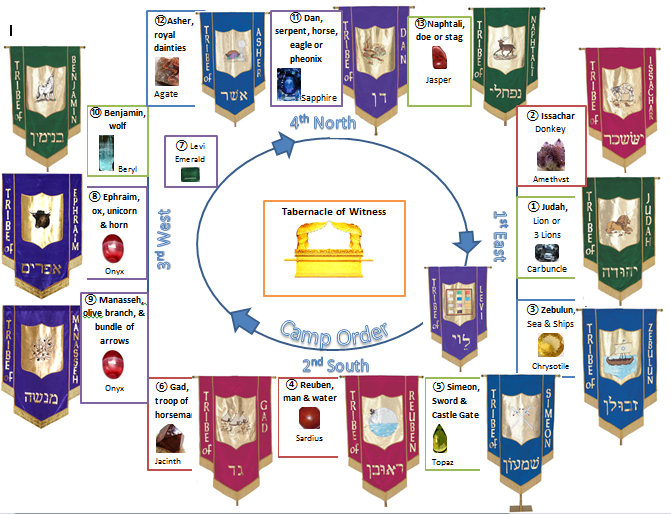 I
⑫ Asher,
royal
dainties
Agate
TRIBE of
ASHER
אשר
⑪ Dan,
serpent, horse,
eagle or
pheonix
Sapphire
TRIBE of
DAN
דן
⑬ Naphtali,
doe or stag
Jasper
TRIBE of
NAPHTALI
נפתלי
TRIBE of
BENJAMIN
בנימין
⑩ Benjamin,
wolf
Beryl
⑦ Levi
Emerald
4th North
TRIBE of
ISSACHAR
יששכר
② Issachar
Donkey
Amethyst
TRIBE of
EPHRAIM
אפרים
⑧ Ephraim,
ox, unicorn
& horn
Onyx
3rd West
Tabernacle of Witness
1st East
① Judah,
Lion or
3 Lions
Carbuncle
TRIBE of
JUDAH
יהודה
TRIBE of
MANASSEH
מנשה
⑨ Manasseh,
olive branch, &
bundle of
arrows
Onyx
TRIBE of
LEVI
לוי
③ Zebulun,
Sea & Ships
Chrysotile
TRIBE of
ZEBULUN
זבולן
Camp Order
2nd South
⑥ Gad,
troop of
horsema
Jacinth
TRIBE of
GAD
גד
④ Reuben,
man & water
Sardius
TRIBE of
REUBEN
ראובן
⑤ Simeon,
Sword &
Castle Gate
Topaz
TRIBE of
SIMEON
שמעון